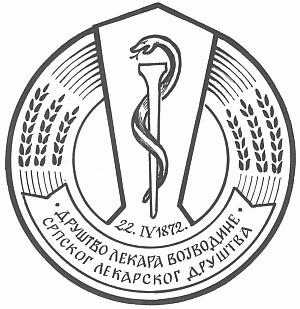 22. IV 1872.
· ДРУШТВО ЛЕКАРА ВОЈВОДИНЕ ·
СРПСКОГ ЛЕКАРСКОГ ДРУШТВА